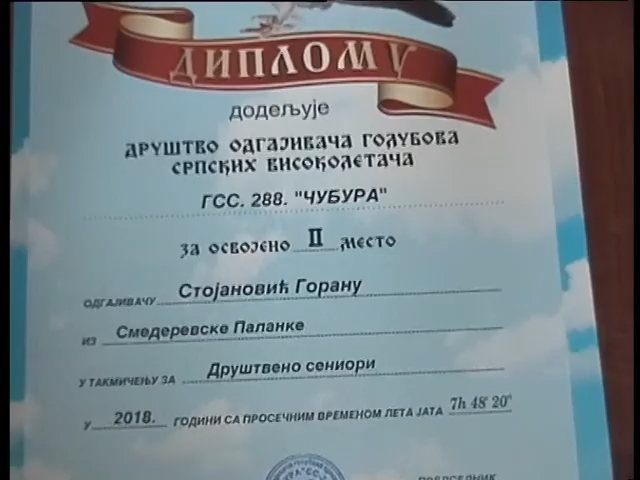 ДИПЛОМУ
додељује
ДРУШТВО ОДГАЈИВАЧА ГОЛУБОВА
СРПСКИХ ВИСОКОЛЕТАЧА
ГСС. 288. "ЧУБУРА"
ЗА ОСВОЈЕНО II МЕСТО
ОДГАЈИВАЧУ Стојановић Горану
ИЗ Смедеревске Паланке
У ТАКМИЧЕЊУ ЗА Друштвено сениори
У 2018. ГОДИНИ СА ПРОСЕЧНИМ ВРЕМЕНОМ ЛЕТА ЈАТА 7h 48' 20"
ПРЕДСЕДНИК